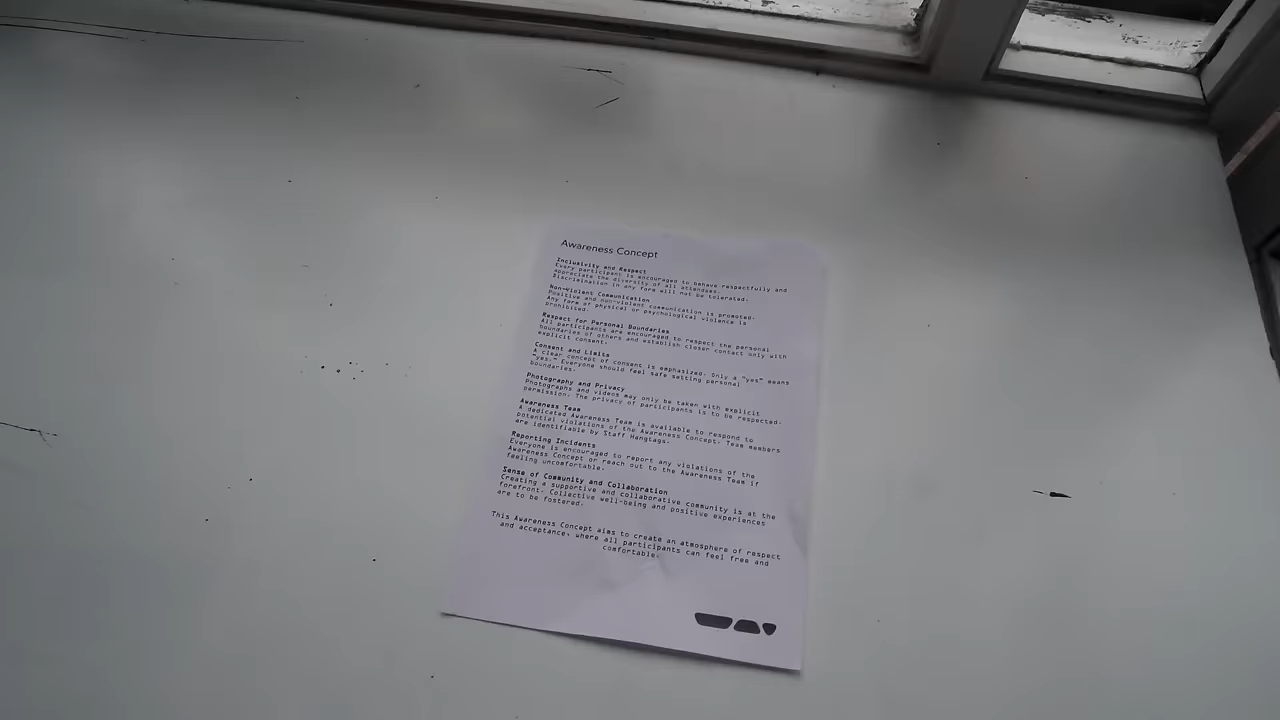 Awareness Concept
Inclusivity and Respect
Every participant is encouraged to behave respectfully and
appreciate the diversity of all attendees.
Discrimination in any form will not be tolerated.
Non-violent Communication
Positive and non-violent communication is promoted.
Any form of physical or psychological violence is
prohibited.
Respect for Personal Boundaries
All participants are encouraged to respect the personal
boundaries of others and establish closer contact only with
explicit consent.
Consent and Limits
A clear concept of consent is emphasized. Only a "yes" means
"yes." Everyone should feel safe setting personal
boundaries.
Photography and Privacy
Photographs and videos may only be taken with explicit
permission. The privacy of participants is to be respected.
Awareness Team
A dedicated Awareness Team is available to respond to
potential violations of the Awareness Concept. Team members
are identifiable by Staff Hangtags.
Reporting Incidents
Everyone is encouraged to report any violations of the
Awareness Concept or reach out to the Awareness Team if
feeling uncomfortable.
Sense of Community and Collaboration
Creating a supportive and collaborative community is at the
forefront. Collective well-being and positive experiences
are to be fostered.
This Awareness Concept aims to create an atmosphere of respect
and acceptance, where all participants can feel free and
comfortable.